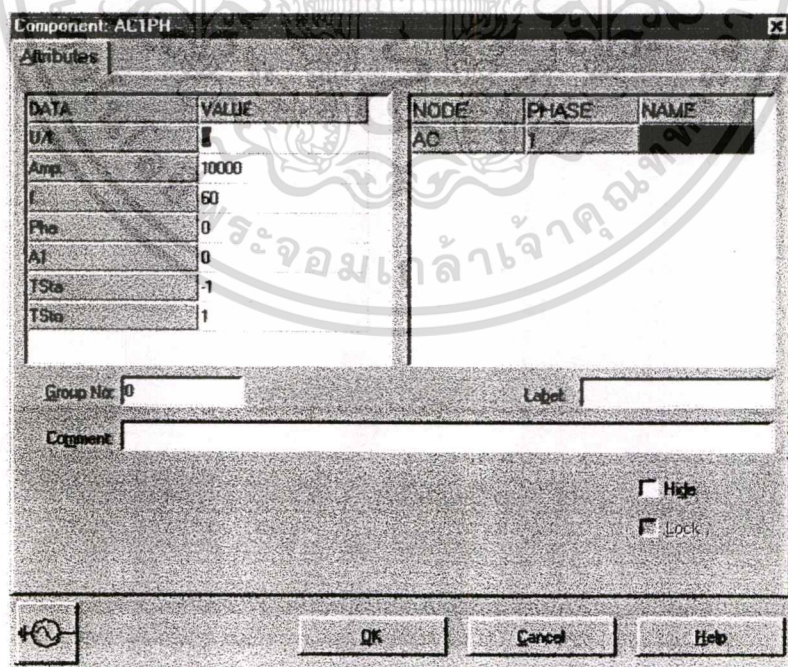 Component: AC1PH
Attributes
DATA VALUE
U/I
Amp. 10000
f 60
Pha 0
A1 0
TSta -1
TSto 1
NODE PHASE NAME
AC 1
Group No: 0
Label:
Comment:
Hide
Lock
OK
Cancel
Help